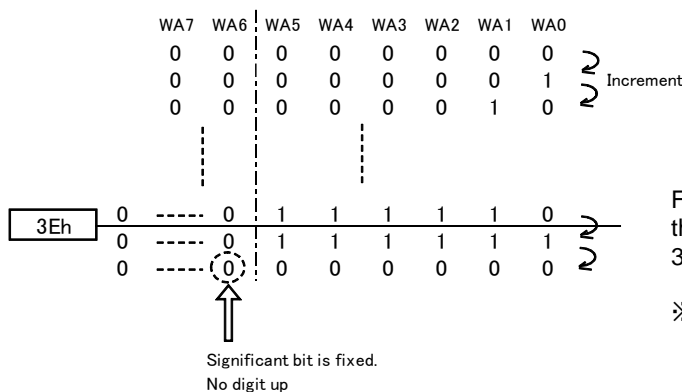 WA7 WA6 WA5 WA4 WA3 WA2 WA1 WA0
0 0 0 0 0 0 0 0
0 0 0 0 0 0 0 1 Increment
0 0 0 0 0 0 1 0
3Eh 0 ----- 0 1 1 1 1 1 0
0 ----- 0 1 1 1 1 1 1
0 ----- 0 0 0 0 0 0 0
F
th
3
※
Significant bit is fixed.
No digit up